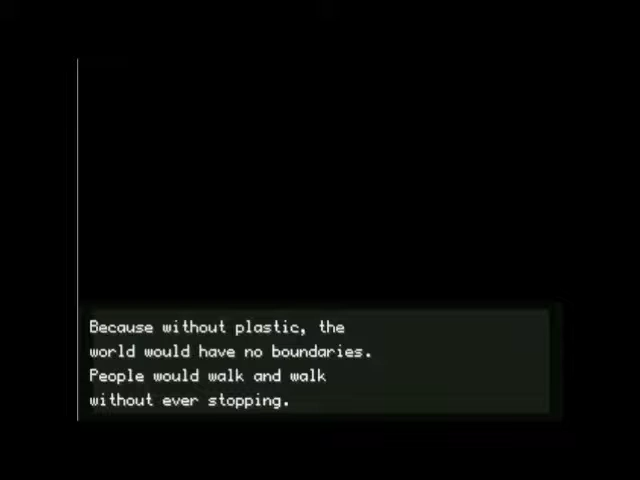 Because without plastic, the
world would have no boundaries.
People would walk and walk
without ever stopping.